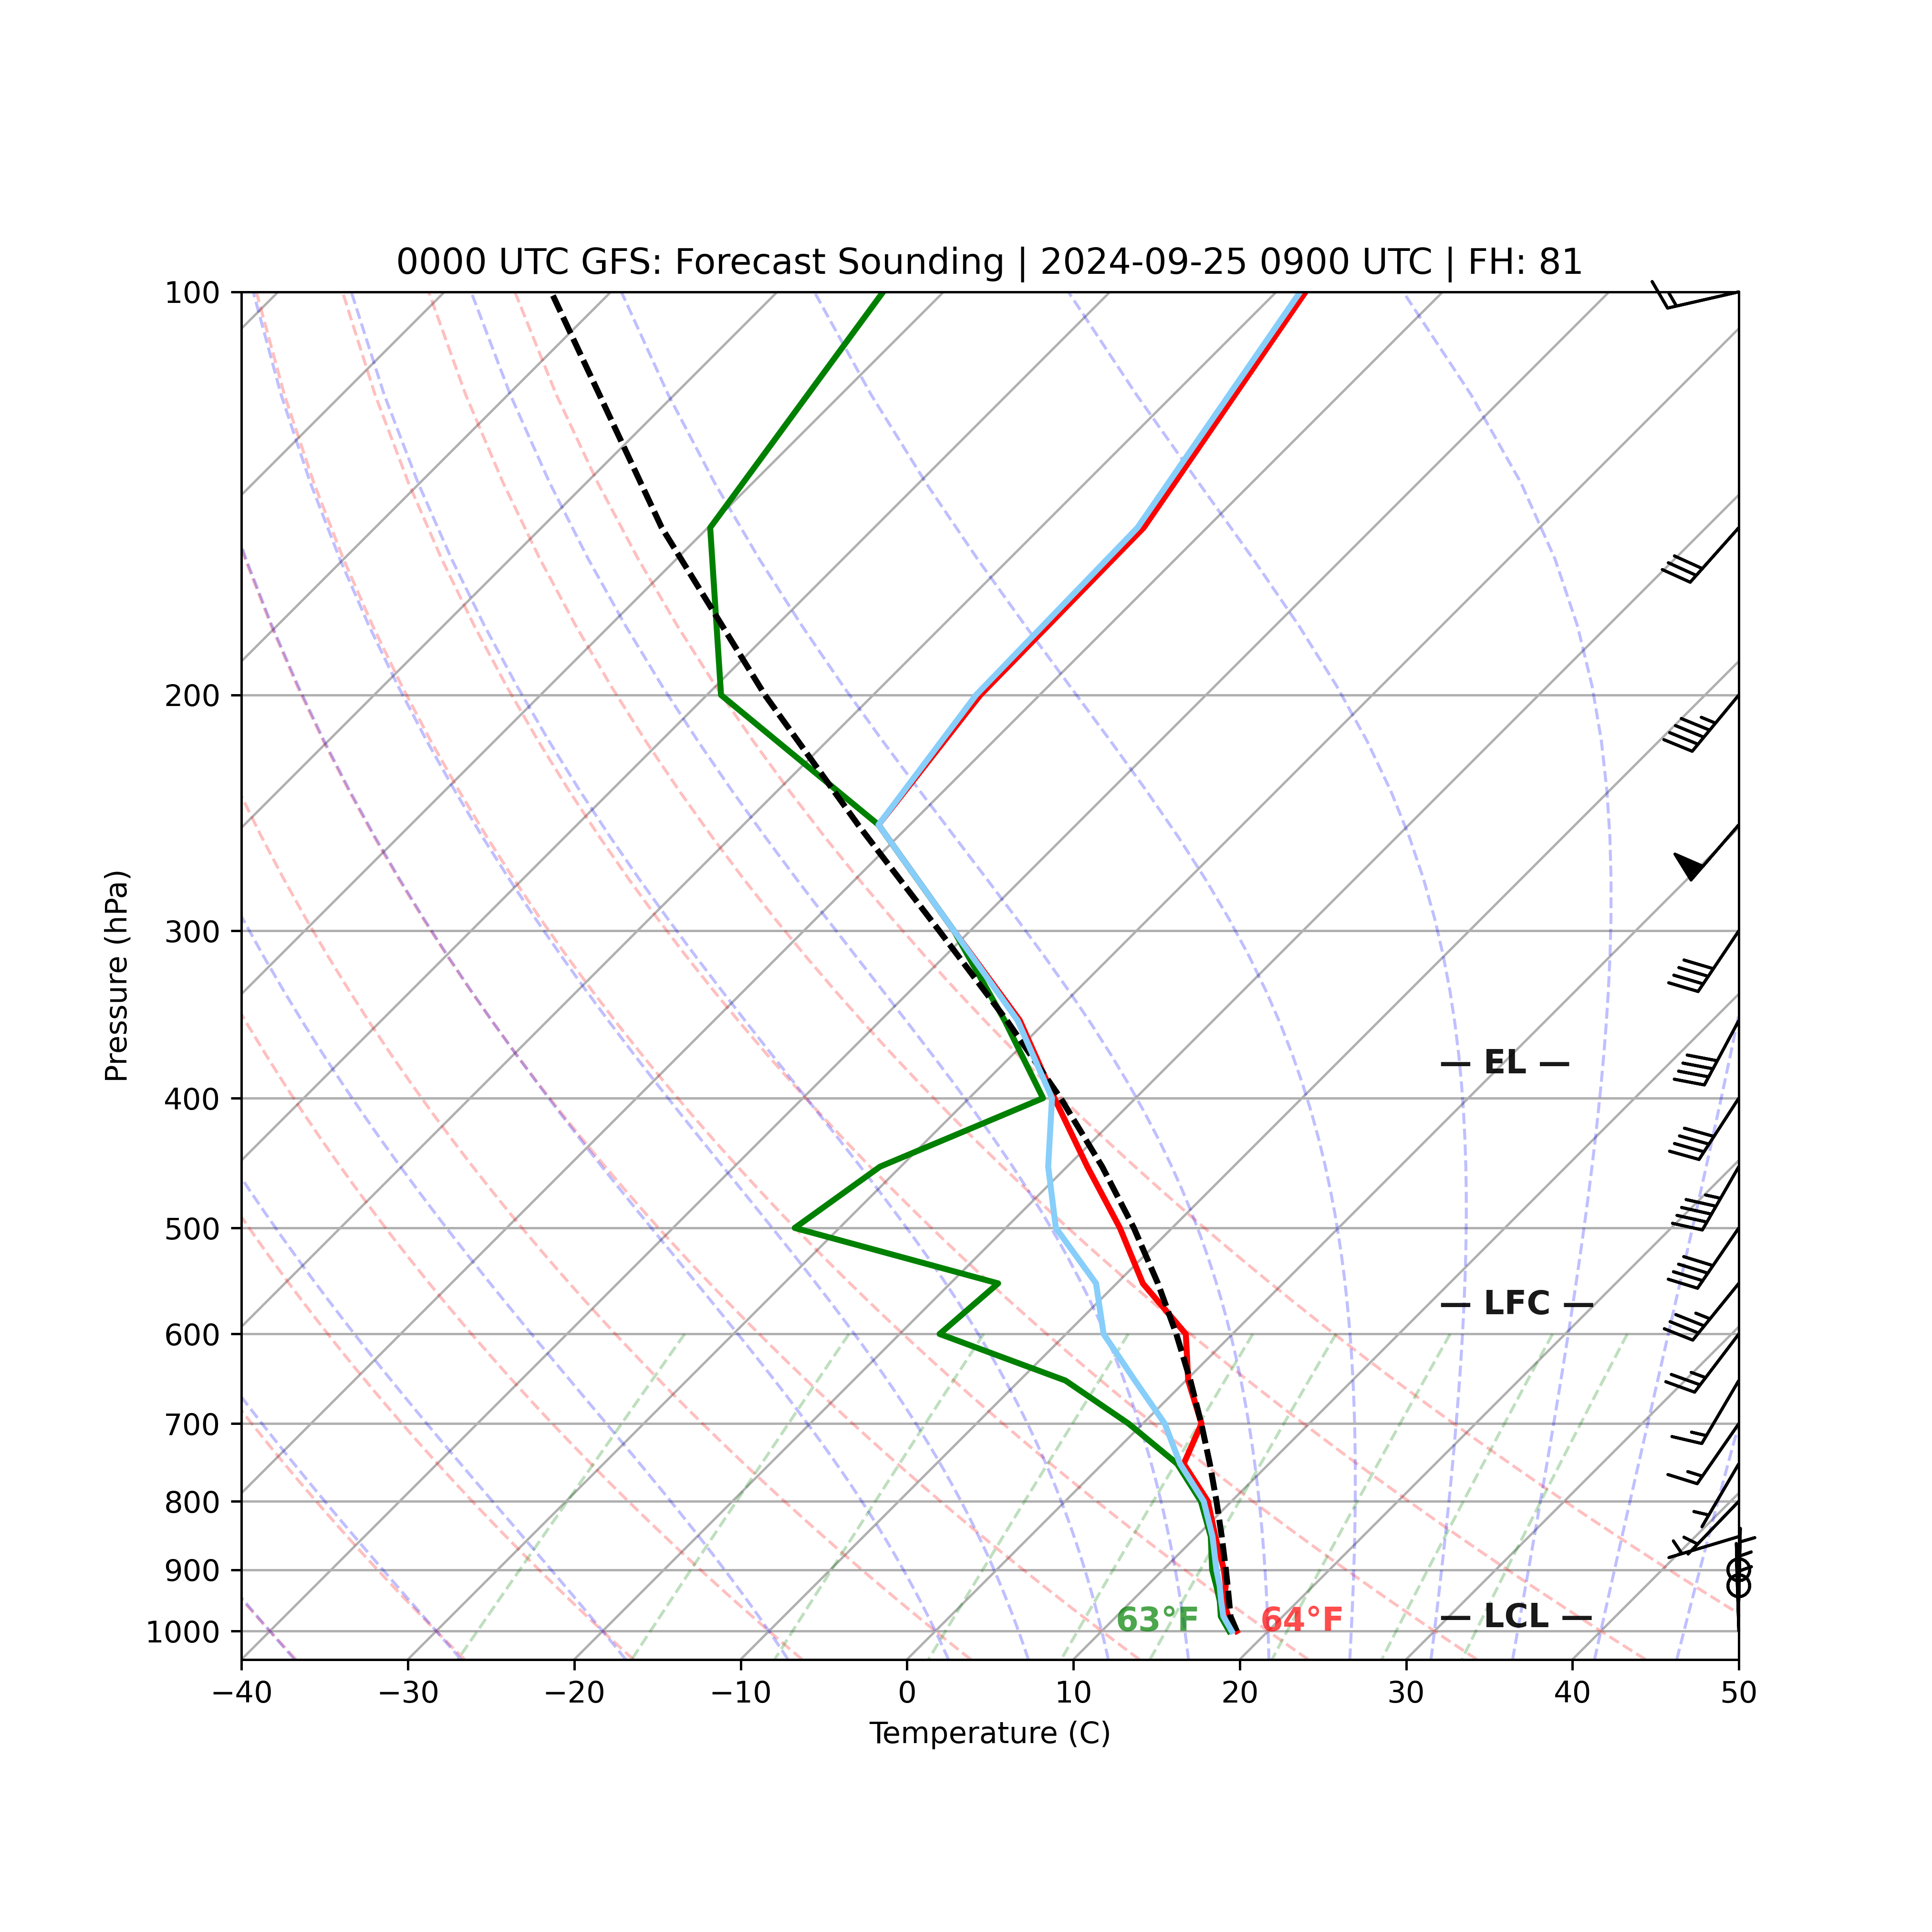 0000 UTC GFS: Forecast Sounding | 2024-09-25 0900 UTC | FH: 81
100
200
300
400
500
600
700
800
900
1000
Pressure (hPa)
— EL —
— LFC —
— LCL —
63°F 64°F
−40 −30 −20 −10 0 10 20 30 40 50
Temperature (C)